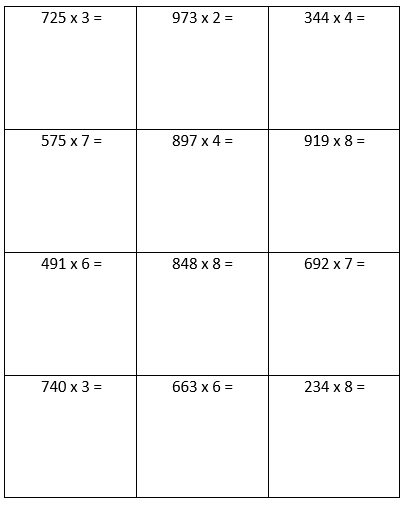 725 x 3 =
973 x 2 =
344 x 4 =
575 x 7 =
897 x 4 =
919 x 8 =
491 x 6 =
848 x 8 =
692 x 7 =
740 x 3 =
663 x 6 =
234 x 8 =